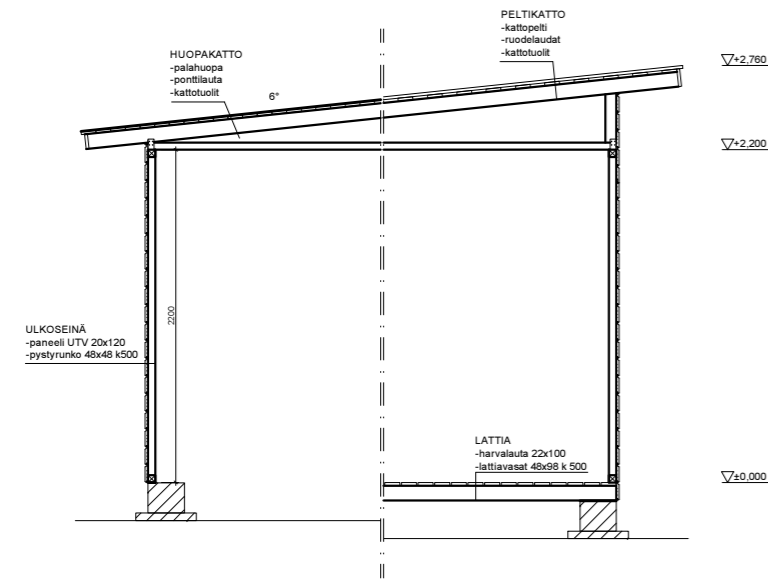 PELTIKATTO
-kattopelti
-ruodelaudat
-kattotuolit
HUOPAKATTO
-palahuopa
-ponttilauta
-kattotuolit
6°
+2,760
+2,200
2200
ULKOSEINÄ
-paneeli UTV 20x120
-pystyrunko 48x48 k500
LATTIA
-harvalauta 22x100
-lattiavasat 48x98 k 500
±0,000